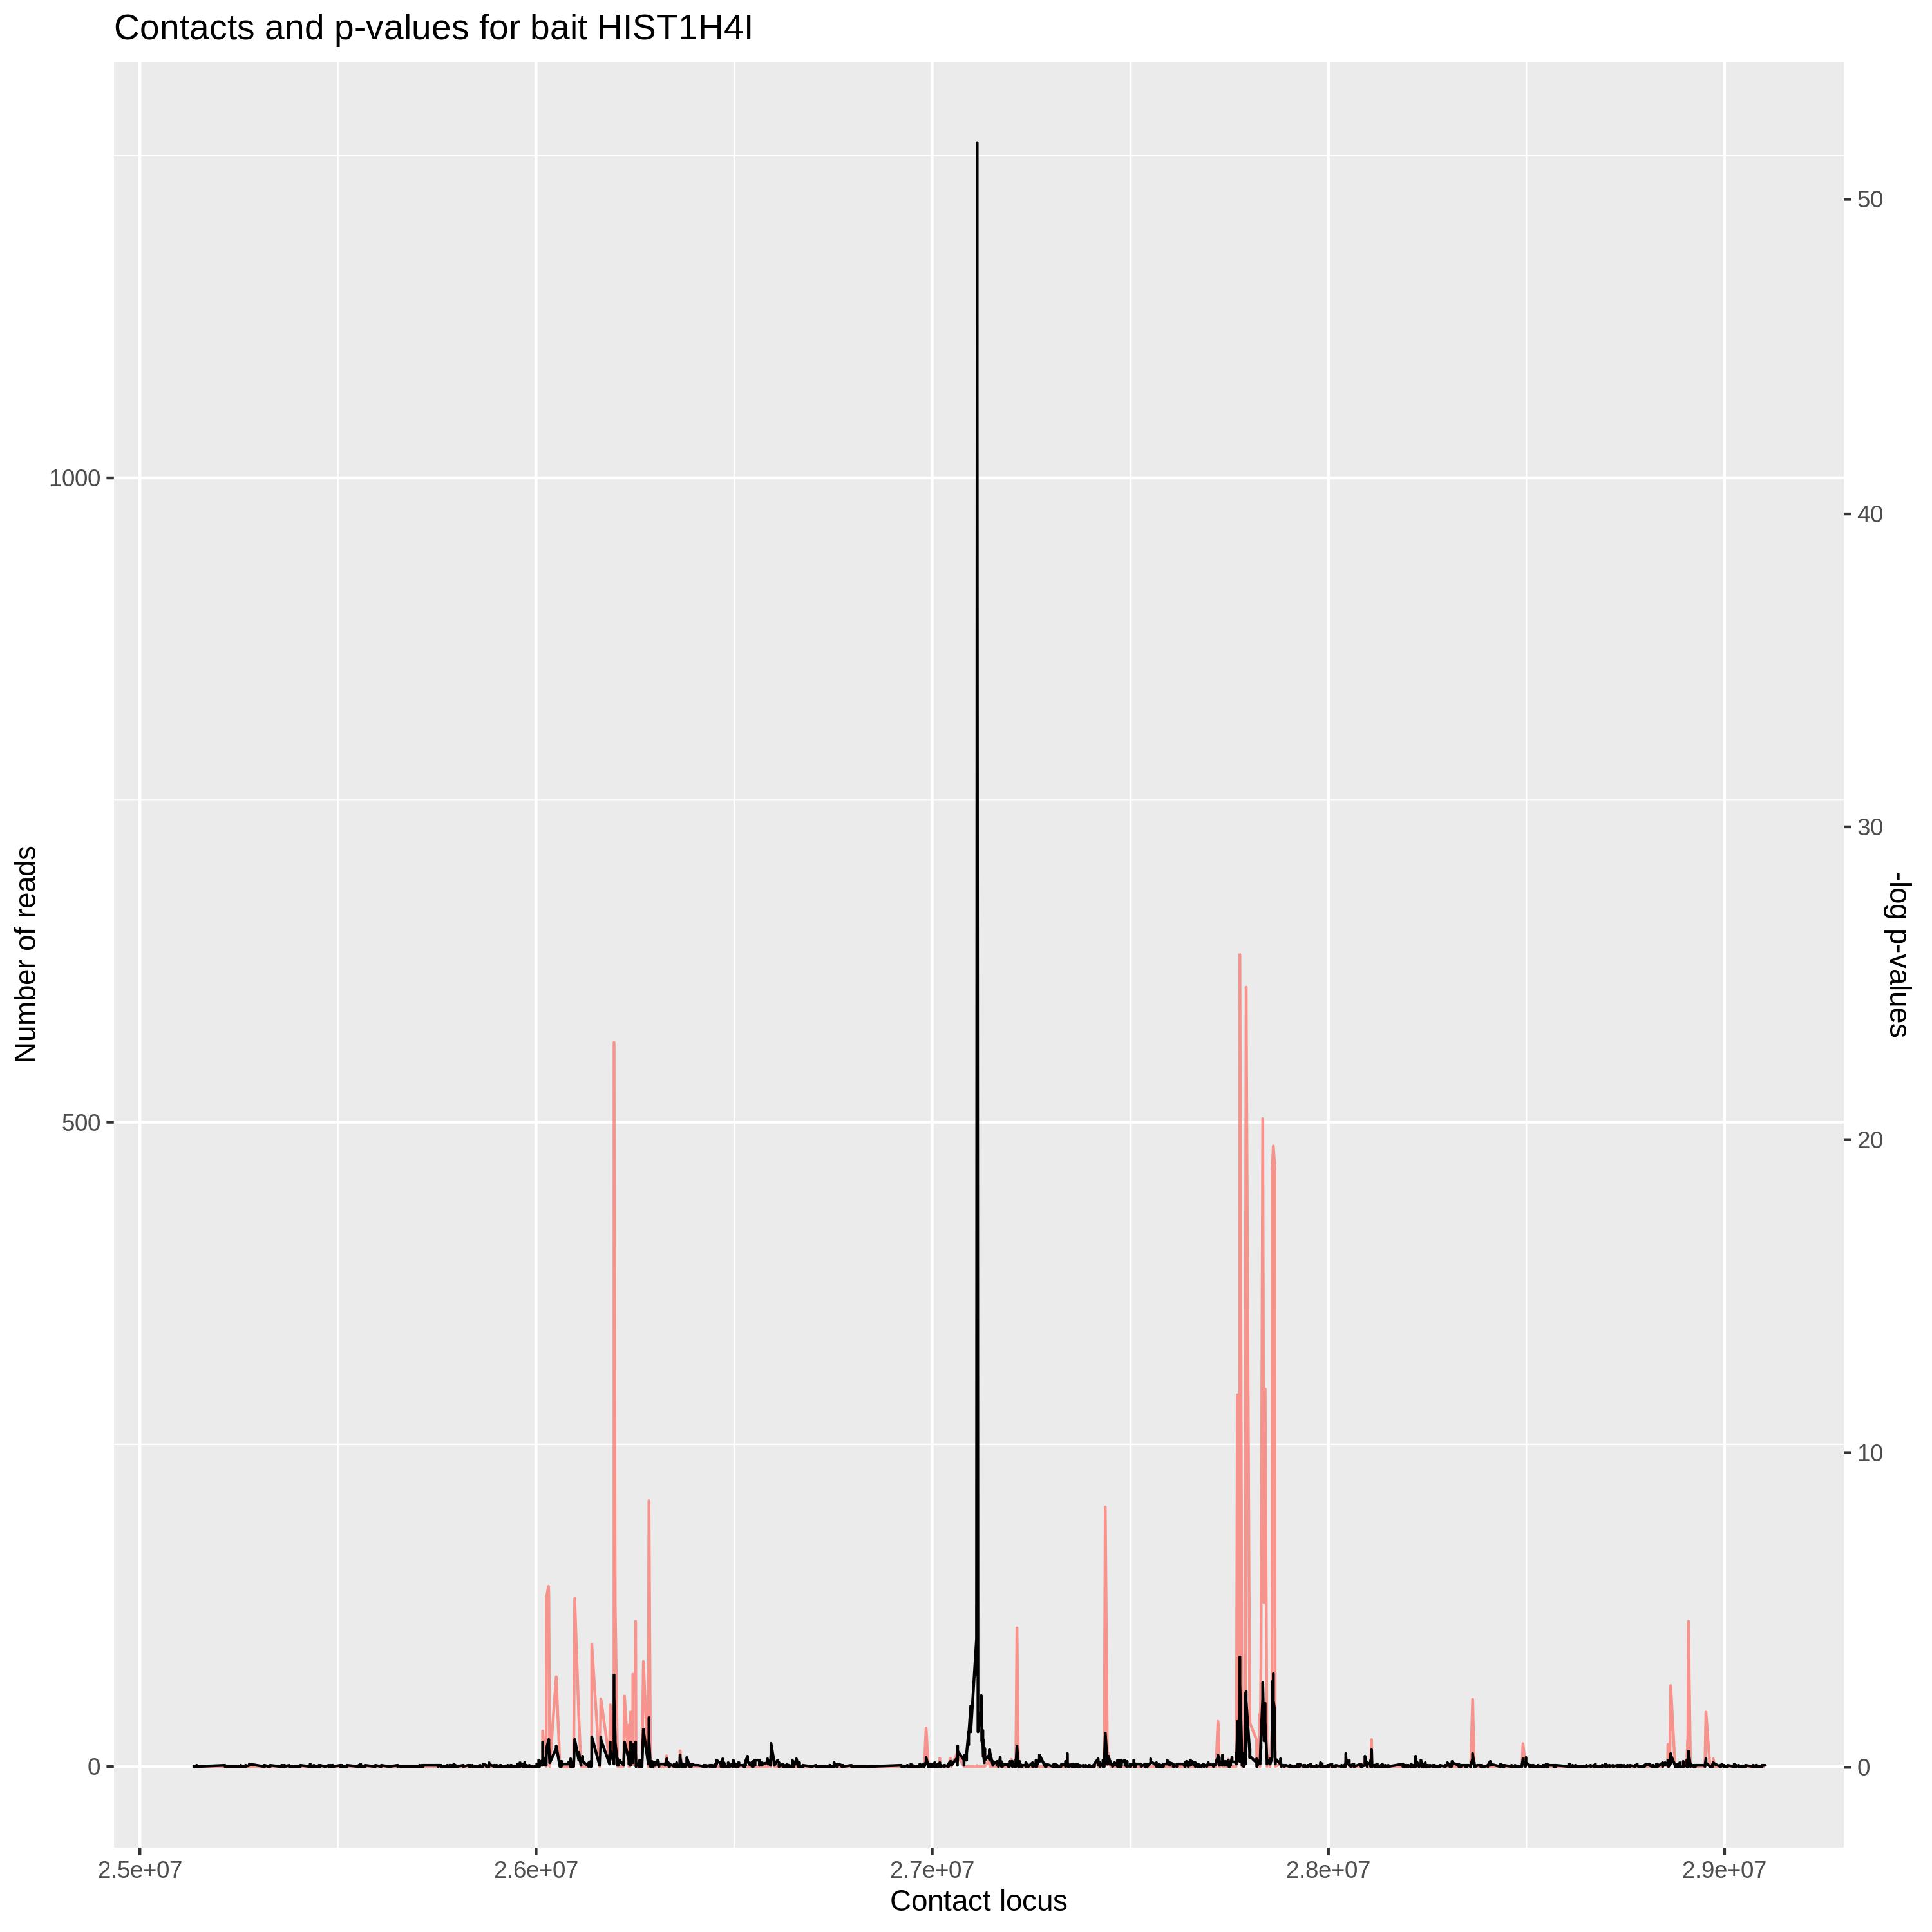 Contacts and p-values for bait HIST1H4I
Number of reads
1000
500
0
50
40
30
20
10
0
-log p-values
2.5e+07
2.6e+07
2.7e+07
2.8e+07
2.9e+07
Contact locus